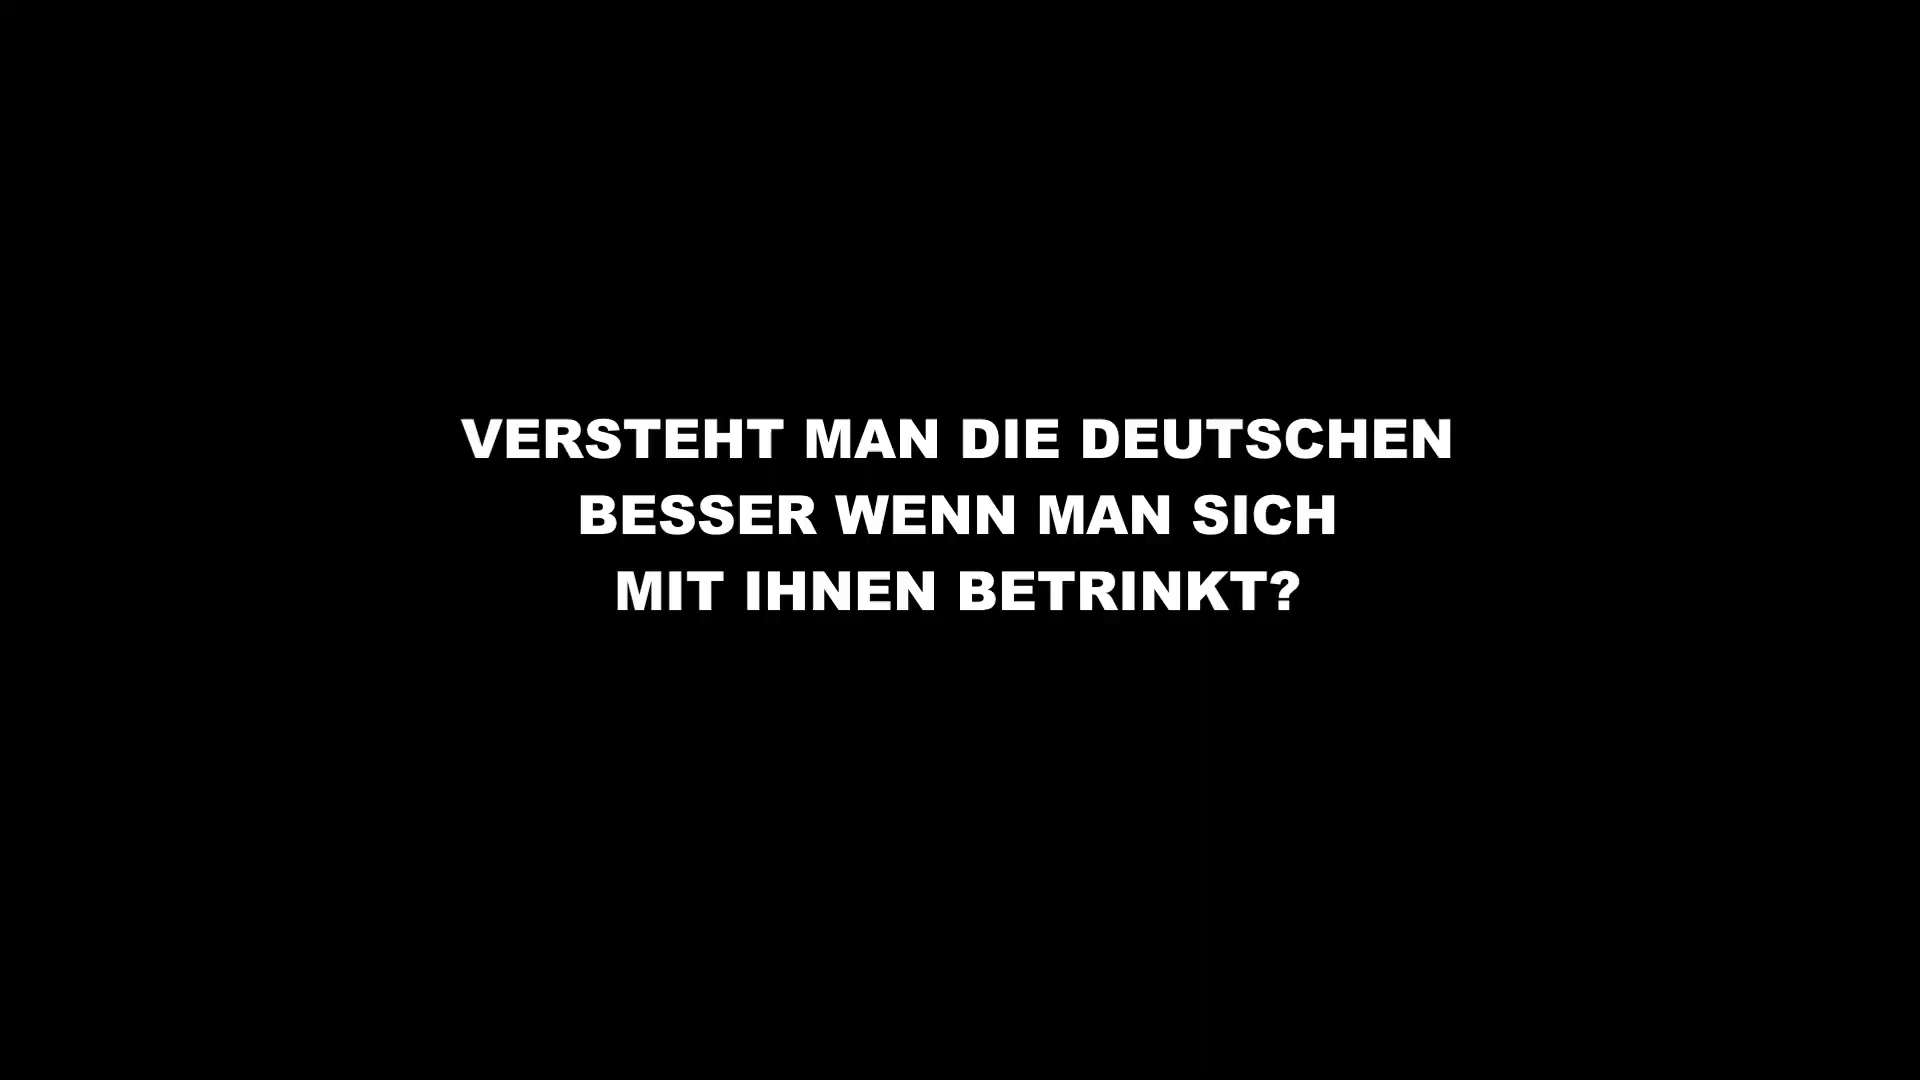 VERSTEHT MAN DIE DEUTSCHEN
BESSER WENN MAN SICH
MIT IHNEN BETRINKT?